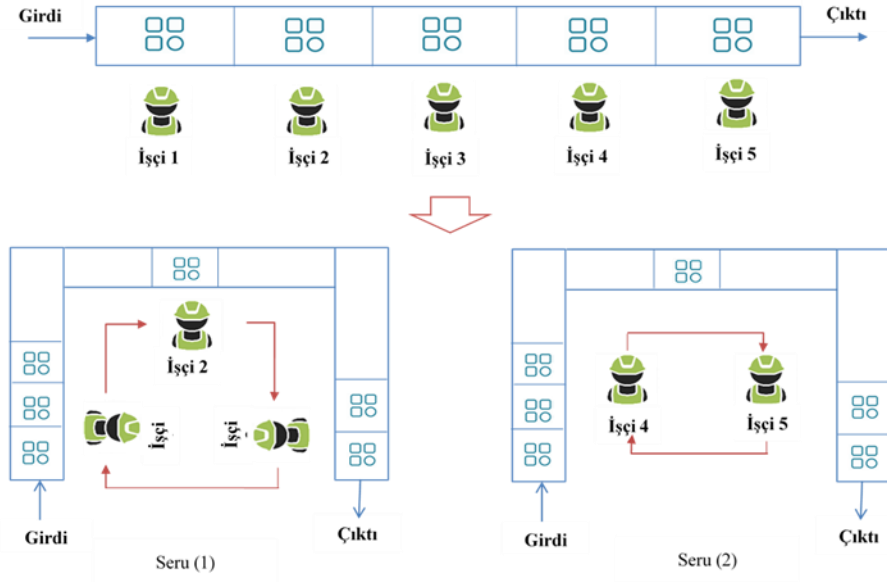 Girdi
Çıktı
İşçi 1
İşçi 2
İşçi 3
İşçi 4
İşçi 5
İşçi 2
İşçi
İşçi
İşçi 4
İşçi 5
Girdi
Çıktı
Girdi
Çıktı
Seru (1)
Seru (2)